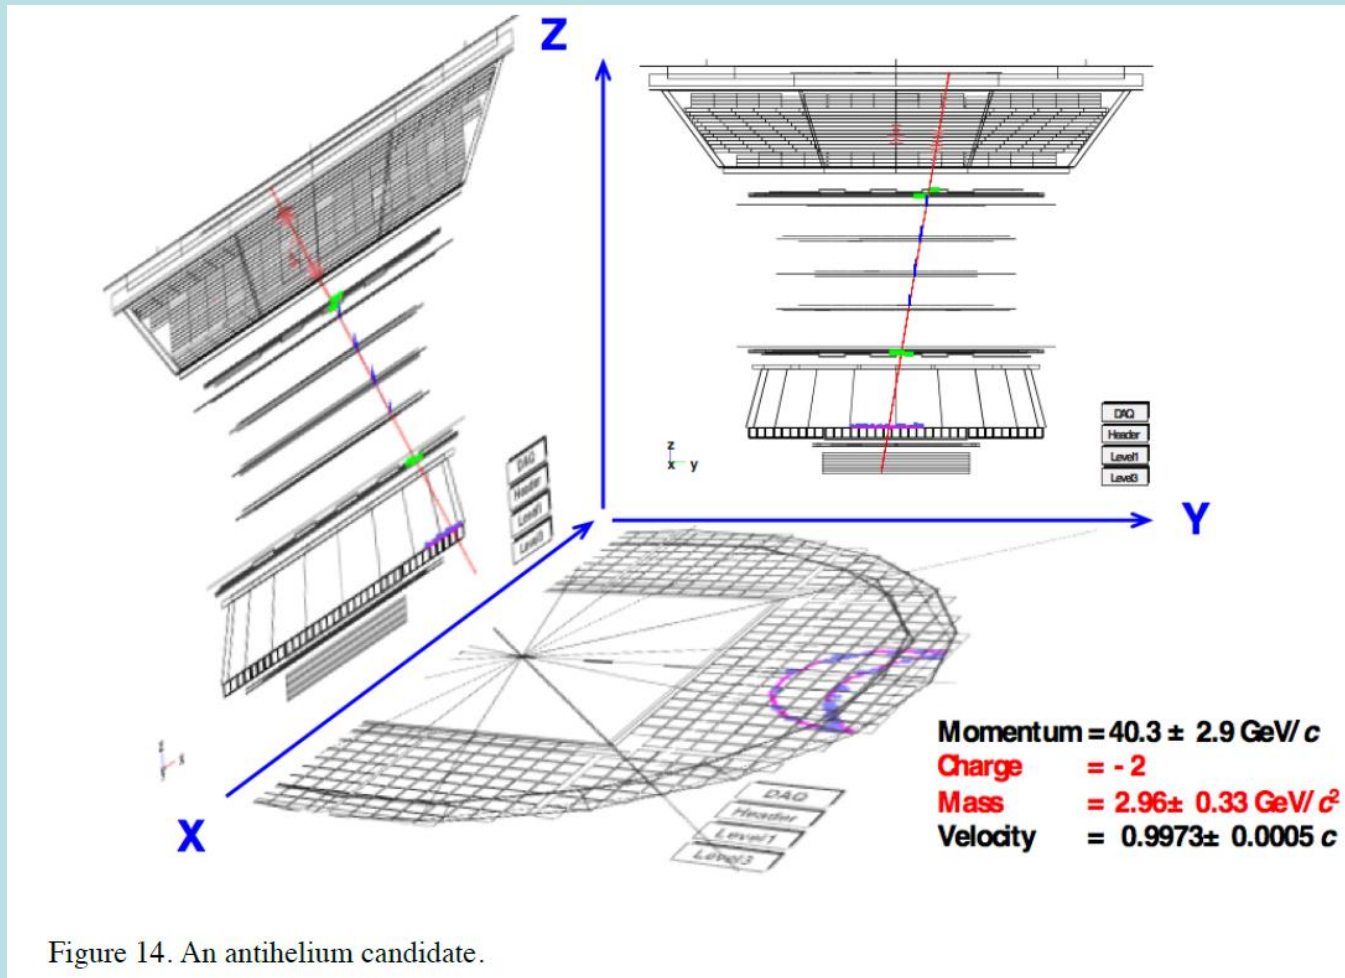 Z
DAQ
Header
Level1
Level3
z
x y
DAQ
Header
Level1
Level3
Y
X
DAQ
Header
Level1
Level3
Momentum = 40.3 ± 2.9 GeV/c
Charge = - 2
Mass = 2.96± 0.33 GeV/c²
Velocity = 0.9973± 0.0005 c
Figure 14. An antihelium candidate.